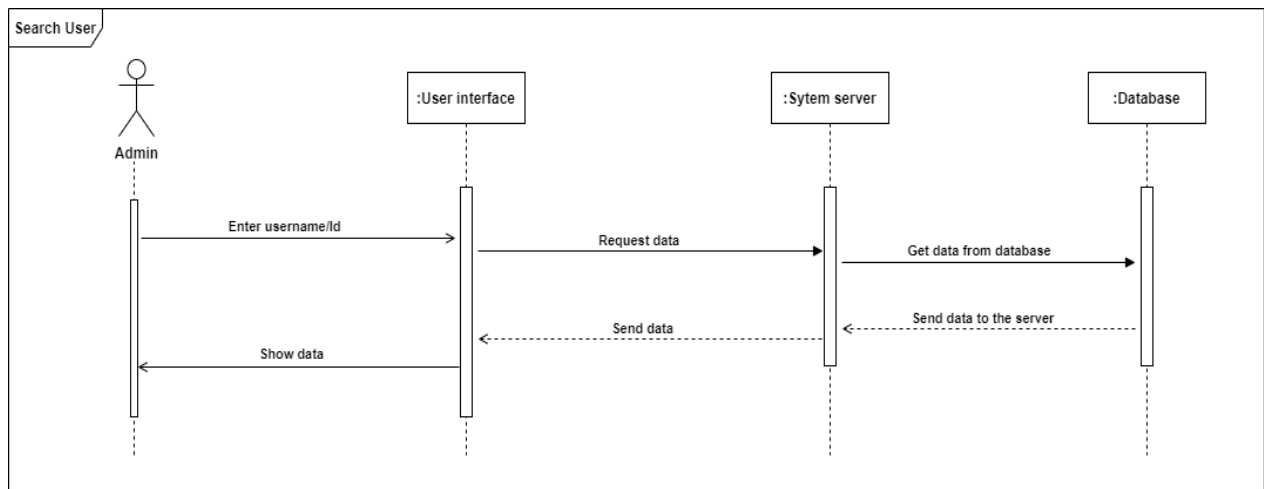 Search User
:User interface
:Sytem server
:Database
Admin
Enter username/Id
Request data
Get data from database
Send data to the server
Send data
Show data